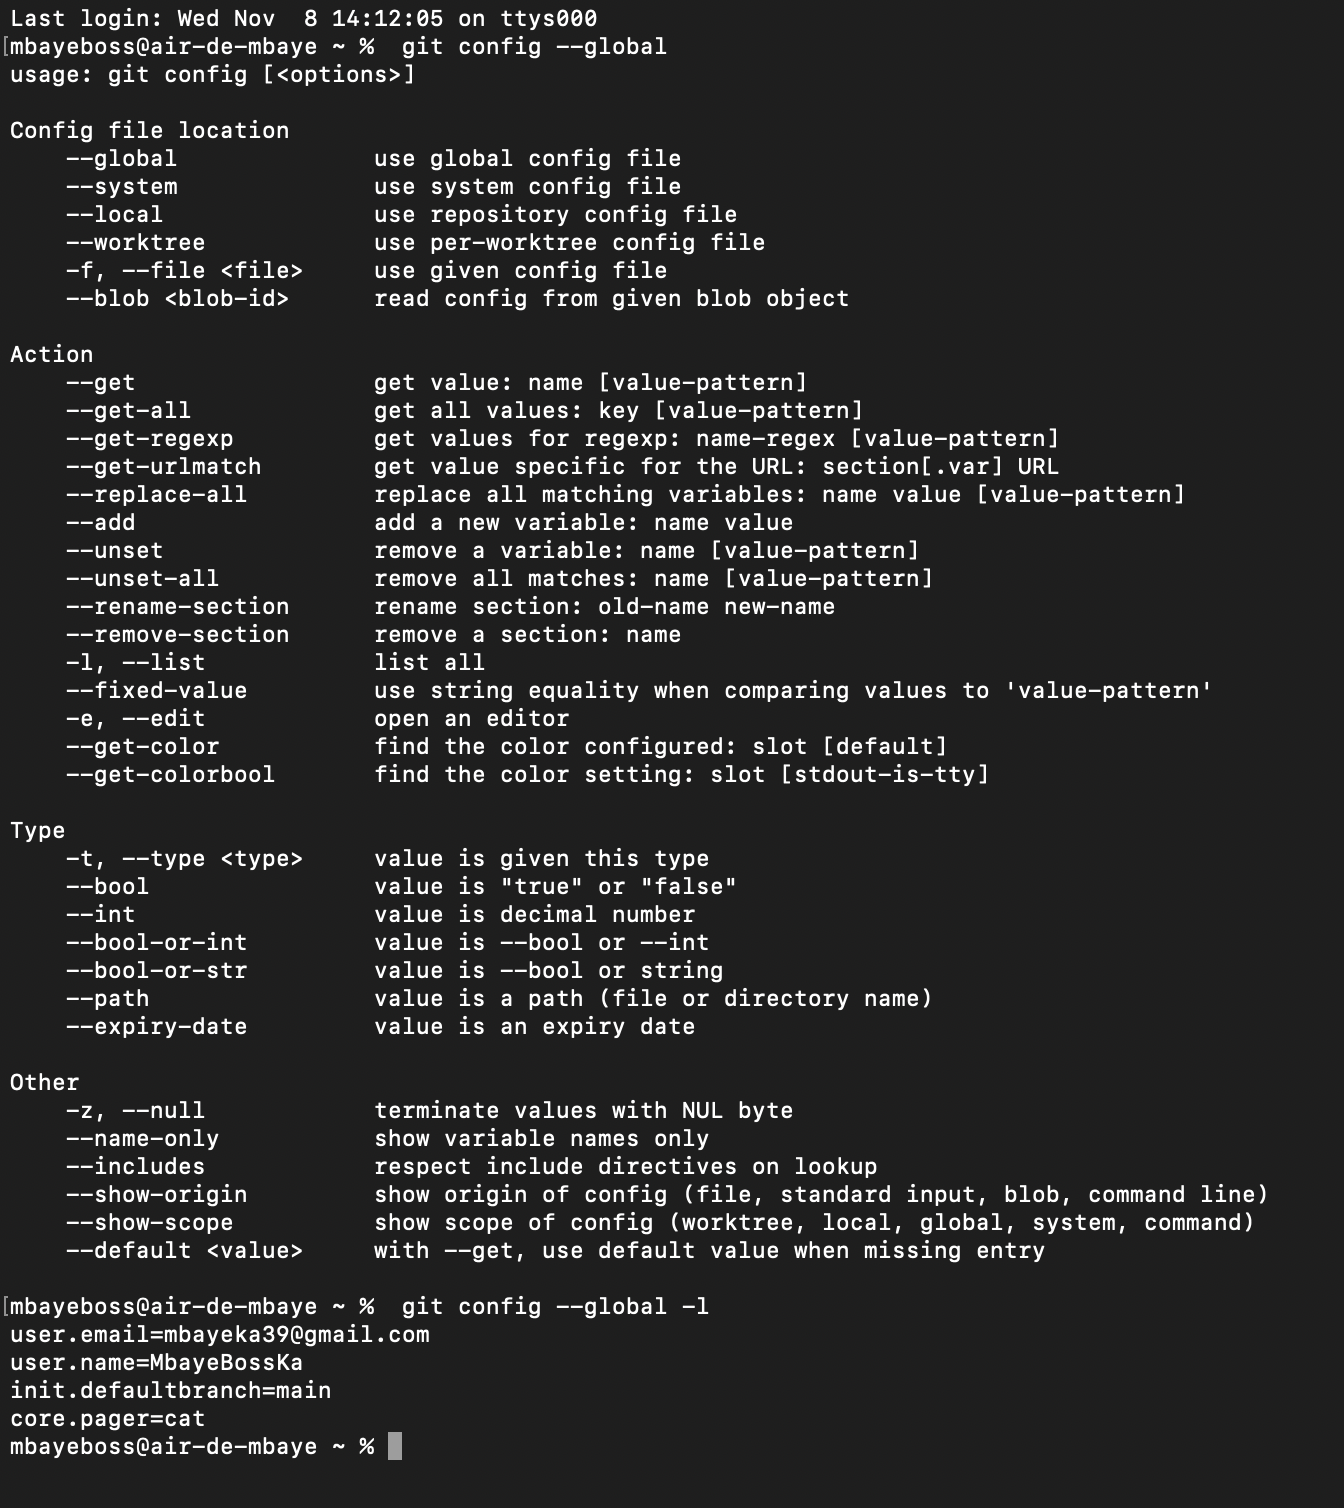 Last login: Wed Nov  8 14:12:05 on ttys000
[mbayeboss@air-de-mbaye ~ %  git config --global
usage: git config [<options>]

Config file location
    --global              use global config file
    --system              use system config file
    --local               use repository config file
    --worktree            use per-worktree config file
    -f, --file <file>     use given config file
    --blob <blob-id>      read config from given blob object

Action
    --get                 get value: name [value-pattern]
    --get-all             get all values: key [value-pattern]
    --get-regexp          get values for regexp: name-regex [value-pattern]
    --get-urlmatch        get value specific for the URL: section[.var] URL
    --replace-all         replace all matching variables: name value [value-pattern]
    --add                 add a new variable: name value
    --unset               remove a variable: name [value-pattern]
    --unset-all           remove all matches: name [value-pattern]
    --rename-section      rename section: old-name new-name
    --remove-section      remove a section: name
    -l, --list            list all
    --fixed-value         use string equality when comparing values to 'value-pattern'
    -e, --edit            open an editor
    --get-color           find the color configured: slot [default]
    --get-colorbool       find the color setting: slot [stdout-is-tty]

Type
    -t, --type <type>     value is given this type
    --bool                value is "true" or "false"
    --int                 value is decimal number
    --bool-or-int         value is --bool or --int
    --bool-or-str         value is --bool or string
    --path                value is a path (file or directory name)
    --expiry-date         value is an expiry date

Other
    -z, --null            terminate values with NUL byte
    --name-only           show variable names only
    --includes            respect include directives on lookup
    --show-origin         show origin of config (file, standard input, blob, command line)
    --show-scope          show scope of config (worktree, local, global, system, command)
    --default <value>     with --get, use default value when missing entry

[mbayeboss@air-de-mbaye ~ %  git config --global -l
user.email=mbayeka39@gmail.com
user.name=MbayeBossKa
init.defaultbranch=main
core.pager=cat
mbayeboss@air-de-mbaye ~ %